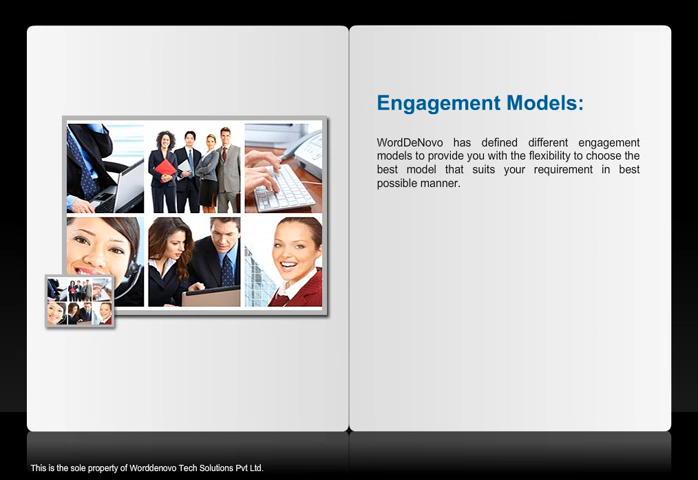 Engagement Models:
WordDeNovo has defined different engagement
models to provide you with the flexibility to choose the
best model that suits your requirement in best
possible manner.
This is the sole property of Worddenovo Tech Solutions Pvt Ltd.